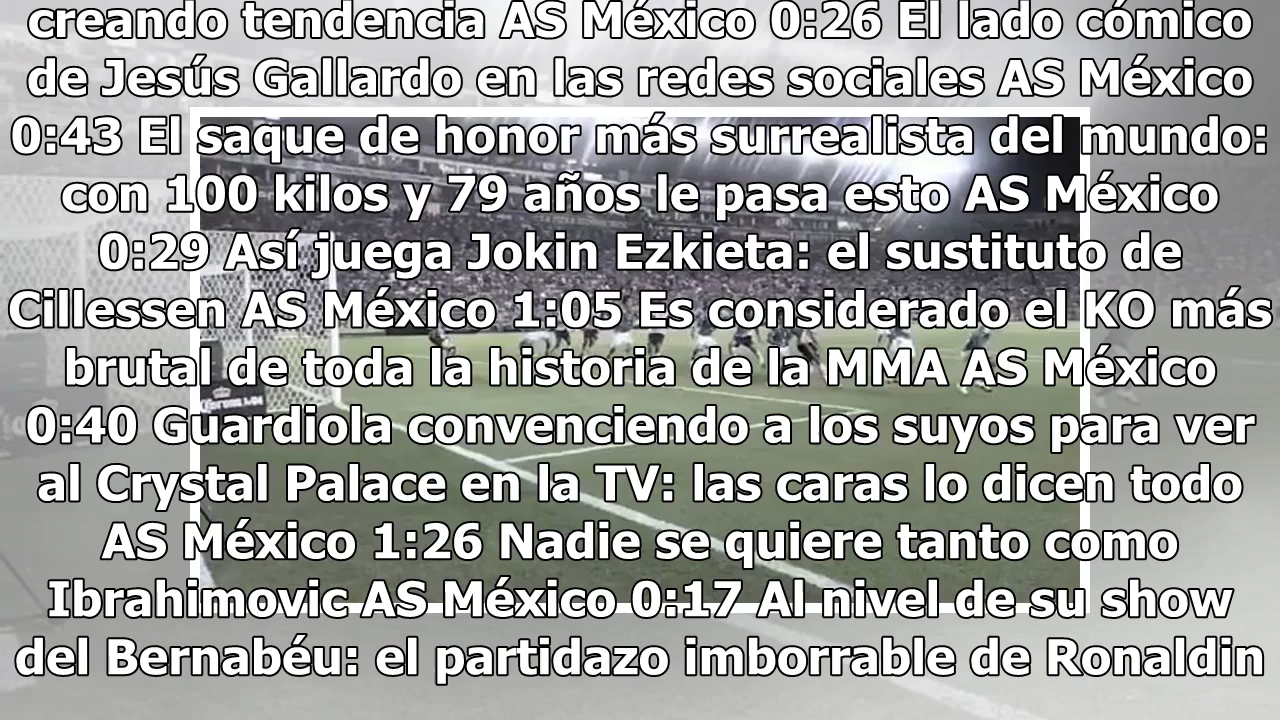 creando tendencia AS México 0:26 El lado cómico
de Jesús Gallardo en las redes sociales AS México
0:43 El saque de honor más surrealista del mundo:
con 100 kilos y 79 años le pasa esto AS México
0:29 Así juega Jokin Ezkieta: el sustituto de
Cillessen AS México 1:05 Es considerado el KO más
brutal de toda la historia de la MMA AS México
0:40 Guardiola convenciendo a los suyos para ver
al Crystal Palace en la TV: las caras lo dicen todo
AS México 1:26 Nadie se quiere tanto como
Ibrahimovic AS México 0:17 Al nivel de su show
del Bernabéu: el partidazo imborrable de Ronaldin